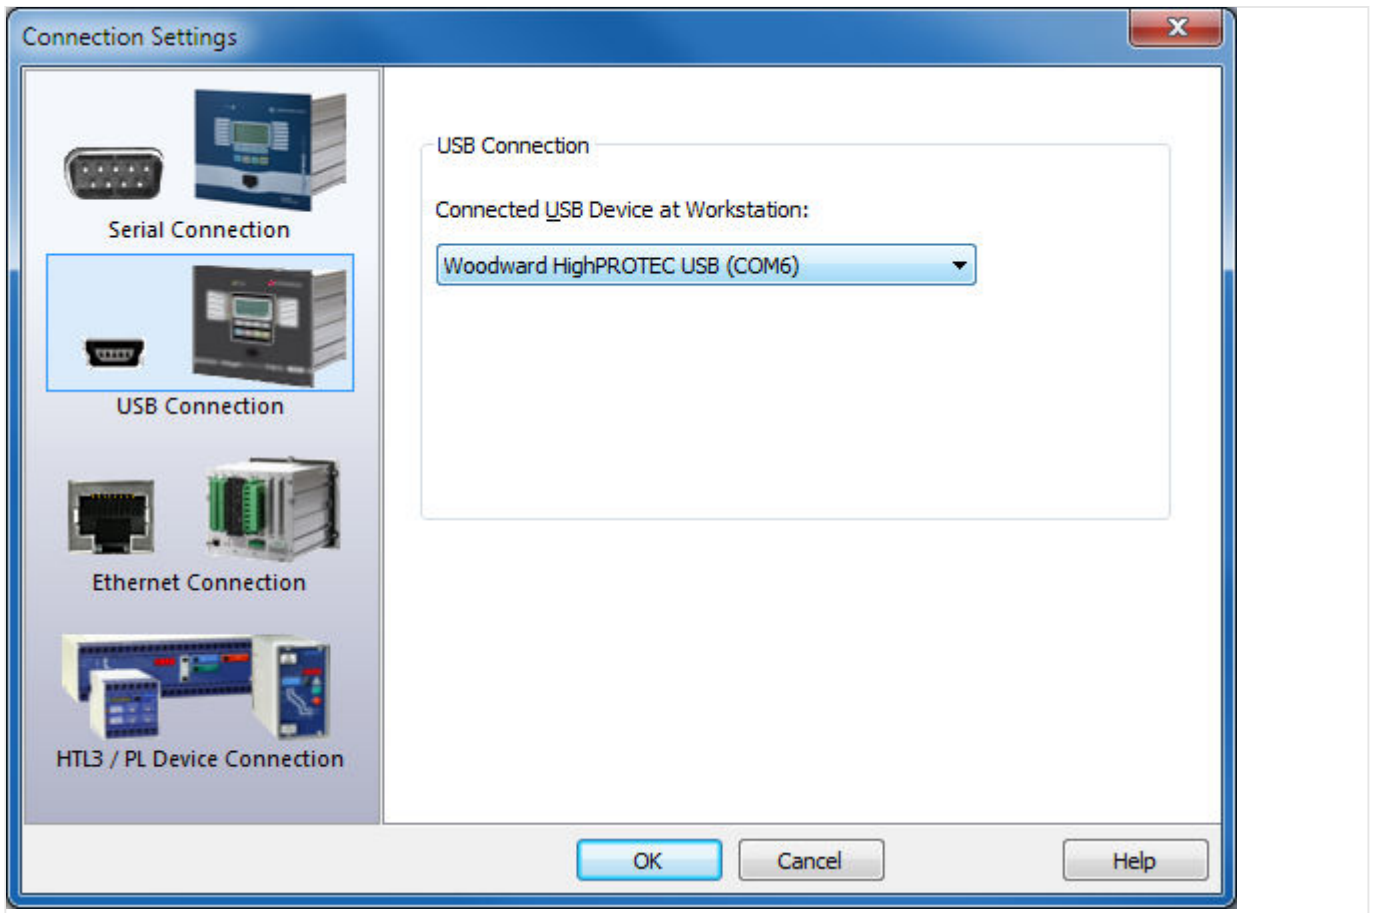 Connection Settings
Serial Connection
USB Connection
Ethernet Connection
HTL3 / PL Device Connection
USB Connection
Connected USB Device at Workstation:
Woodward HighPROTEC USB (COM6)
OK
Cancel
Help